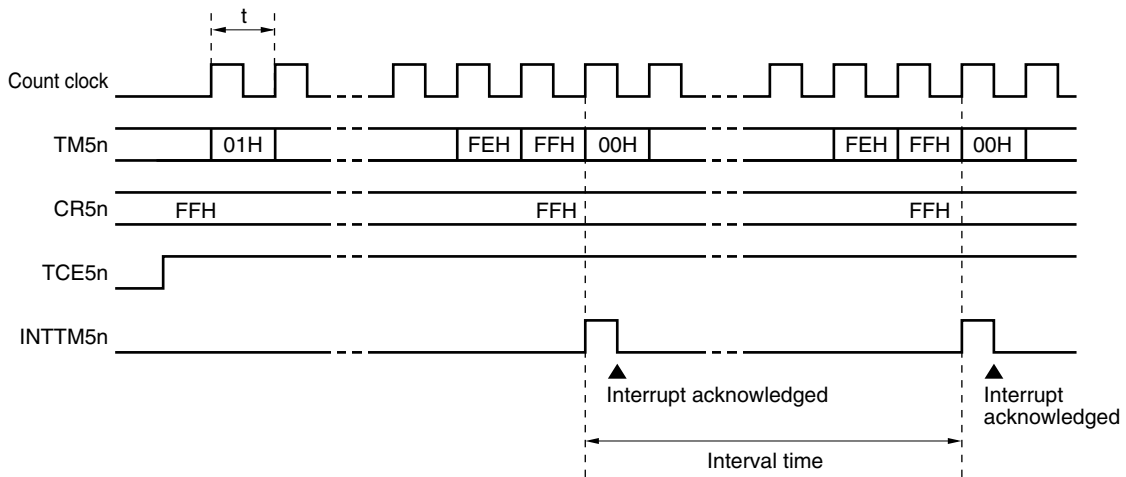 t
Count clock
TM5n
01H
FEH
FFH
00H
FEH
FFH
00H
CR5n
FFH
FFH
FFH
TCE5n
INTTM5n
Interrupt acknowledged
Interrupt
acknowledged
Interval time